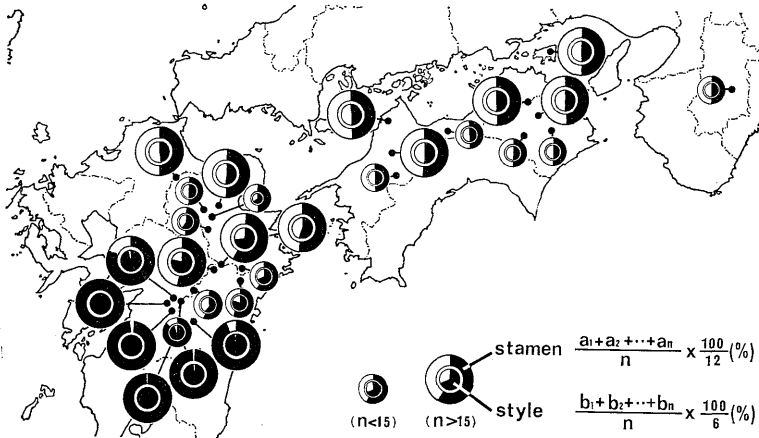 stamen a₁+a₂+··+aₙ / n × 100/12 (%)
style b₁+b₂+··+bₙ / n × 100/6 (%)
(n<15) (n>15)